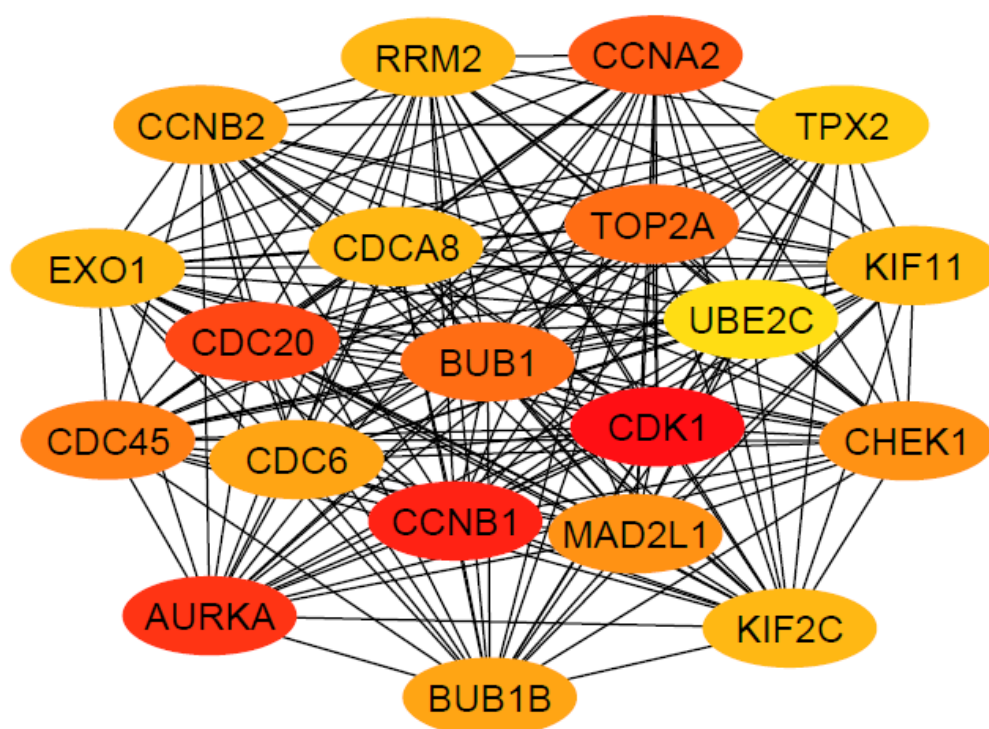 RRM2
CCNA2
CCNB2
TPX2
TOP2A
CDCA8
EXO1
KIF11
UBE2C
CDC20
BUB1
CDK1
CDC45
CHEK1
CDC6
CCNB1
MAD2L1
AURKA
KIF2C
BUB1B